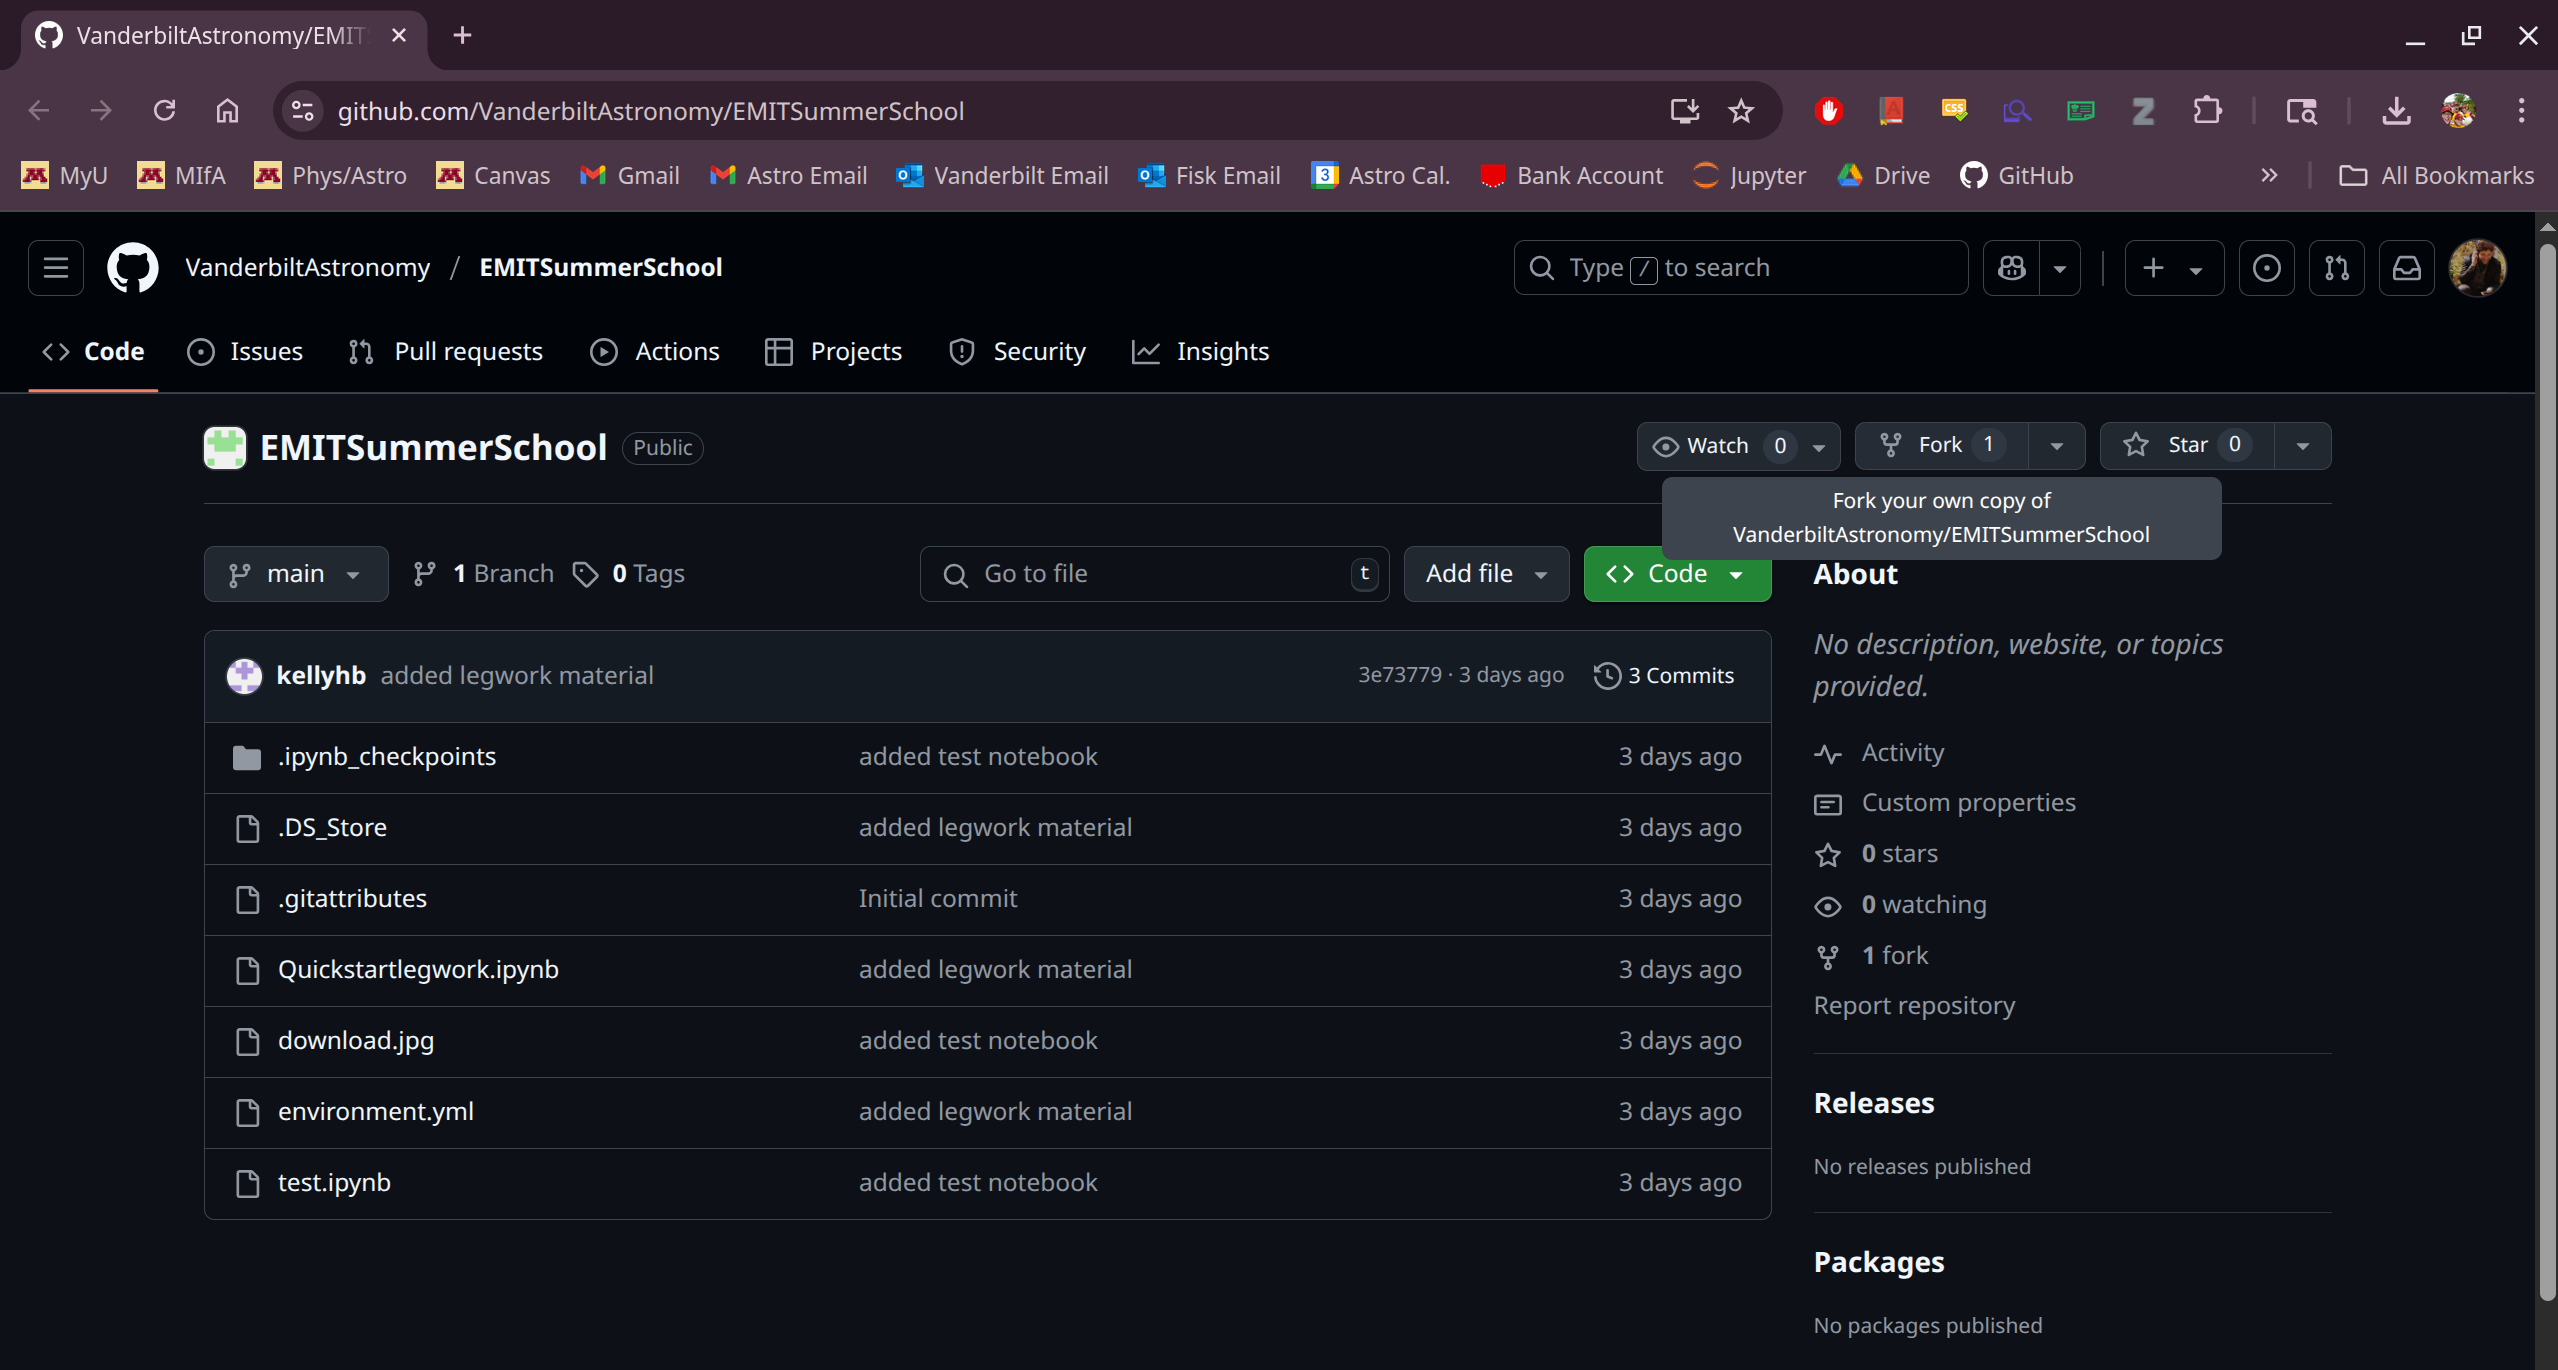 VanderbiltAstronomy/EMIT
github.com/VanderbiltAstronomy/EMITSummerSchool
MyU MIfA Phys/Astro Canvas Gmail Astro Email Vanderbilt Email Fisk Email 3 Astro Cal. Bank Account Jupyter Drive GitHub » All Bookmarks
VanderbiltAstronomy / EMITSummerSchool Type / to search
Code Issues Pull requests Actions Projects Security Insights
EMITSummerSchool Public Watch 0 Fork 1 Star 0
Fork your own copy of
VanderbiltAstronomy/EMITSummerSchool
main 1 Branch 0 Tags Go to file t Add file Code
kellyhb added legwork material 3e73779 · 3 days ago 3 Commits
.ipynb_checkpoints added test notebook 3 days ago
.DS_Store added legwork material 3 days ago
.gitattributes Initial commit 3 days ago
Quickstartlegwork.ipynb added legwork material 3 days ago
download.jpg added test notebook 3 days ago
environment.yml added legwork material 3 days ago
test.ipynb added test notebook 3 days ago
About
No description, website, or topics
provided.
Activity
Custom properties
0 stars
0 watching
1 fork
Report repository
Releases
No releases published
Packages
No packages published